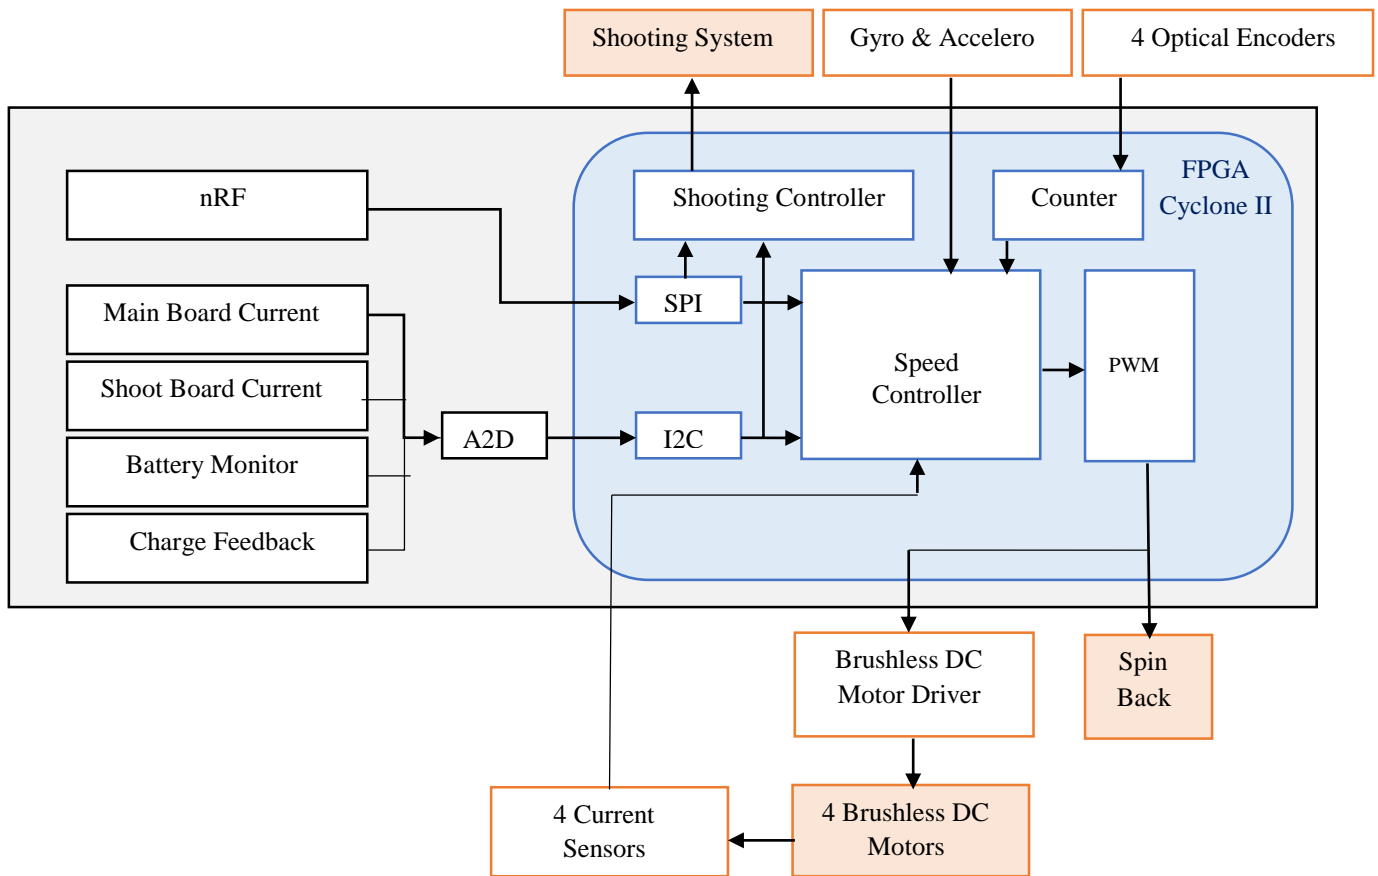 Shooting System
Gyro & Accelero
4 Optical Encoders
FPGA
Cyclone II
nRF
Shooting Controller
Counter
Main Board Current
SPI
Shoot Board Current
Speed
Controller
PWM
A2D
I2C
Battery Monitor
Charge Feedback
Brushless DC
Motor Driver
Spin
Back
4 Current
Sensors
4 Brushless DC
Motors